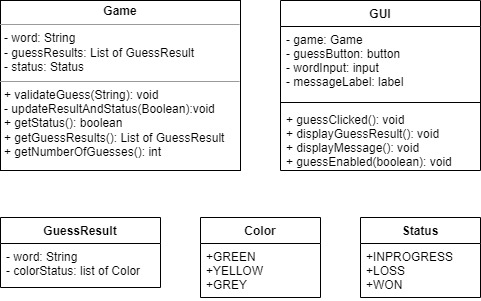 Game
- word: String
- guessResults: List of GuessResult
- status: Status
+ validateGuess(String): void
- updateResultAndStatus(Boolean):void
+ getStatus(): boolean
+ getGuessResults(): List of GuessResult
+ getNumberOfGuesses(): int
GUI
- game: Game
- guessButton: button
- wordInput: input
- messageLabel: label
+ guessClicked(): void
+ displayGuessResult(): void
+ displayMessage(): void
+ guessEnabled(boolean): void
GuessResult
- word: String
- colorStatus: list of Color
Color
+GREEN
+YELLOW
+GREY
Status
+INPROGRESS
+LOSS
+WON